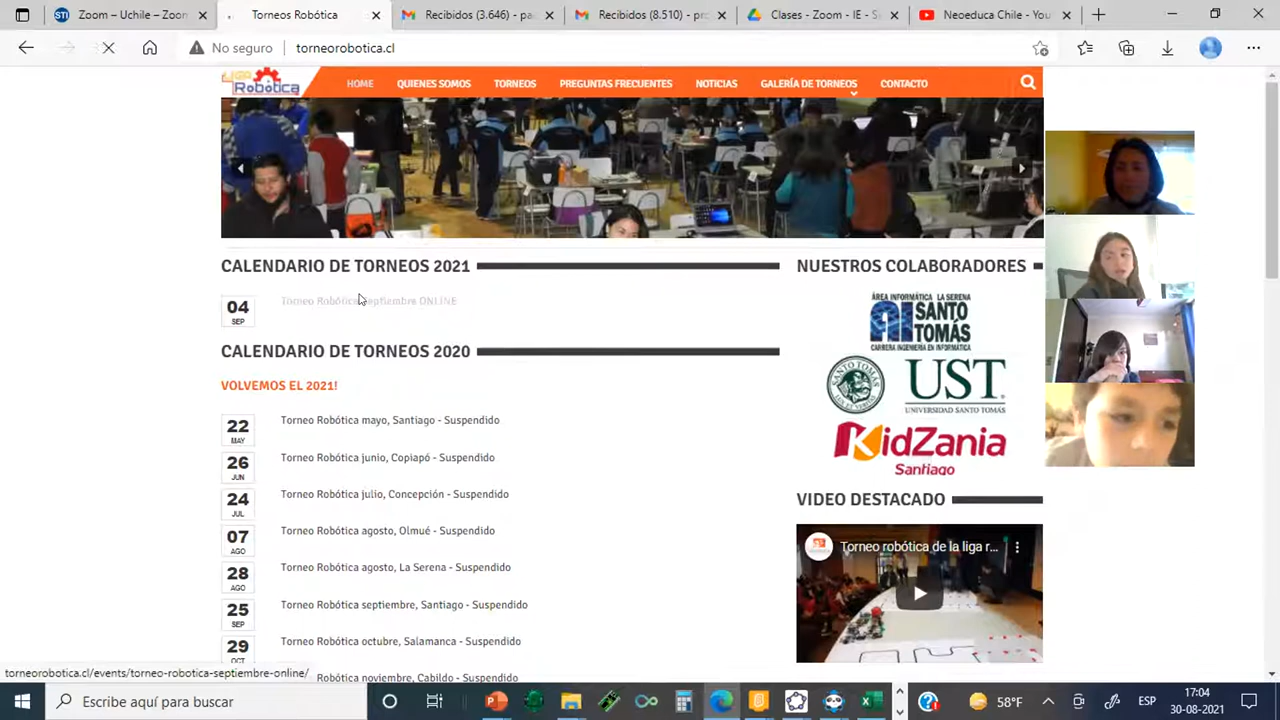 Uchile – Zoom – Zoom
Torneos Robótica
Recibidos (3.646) - pa
Recibidos (8.510) - pro
Clases - Zoom - IE - S
Neoeduca Chile - You
No seguro
torneorobotica.cl
LIGA
Robótica
HOME
QUIENES SOMOS
TORNEOS
PREGUNTAS FRECUENTES
NOTICIAS
GALERÍA DE TORNEOS
CONTACTO
CALENDARIO DE TORNEOS 2021
04
SEP
Torneo Robótica septiembre ONLINE
CALENDARIO DE TORNEOS 2020
VOLVEMOS EL 2021!
22
MAY
Torneo Robótica mayo, Santiago - Suspendido
26
JUN
Torneo Robótica junio, Copiapó - Suspendido
24
JUL
Torneo Robótica julio, Concepción - Suspendido
07
AGO
Torneo Robótica agosto, Olmué - Suspendido
28
AGO
Torneo Robótica agosto, La Serena - Suspendido
25
SEP
Torneo Robótica septiembre, Santiago - Suspendido
29
OCT
Torneo Robótica octubre, Salamanca - Suspendido
Robótica noviembre, Cabildo - Suspendido
NUESTROS COLABORADORES
ÁREA INFORMÁTICA LA SERENA
AI SANTO TOMÁS
CARRERA INGENIERÍA EN INFORMÁTICA
SANTO TOMÁS
UST
UNIVERSIDAD SANTO TOMÁS
KidZania
Santiago
VIDEO DESTACADO
Torneo robótica de la liga r...
torneorobotica.cl/events/torneo-robotica-septiembre-online/
Escribe aquí para buscar
58°F
ESP
17:04
30-08-2021